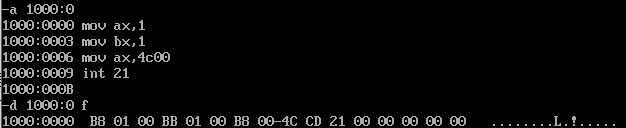 -a 1000:0
1000:0000 mov ax,1
1000:0003 mov bx,1
1000:0006 mov ax,4c00
1000:0009 int 21
1000:000B
-d 1000:0 f
1000:0000  B8 01 00 BB 01 00 B8 00-4C CD 21 00 00 00 00 00   ........L.!.....